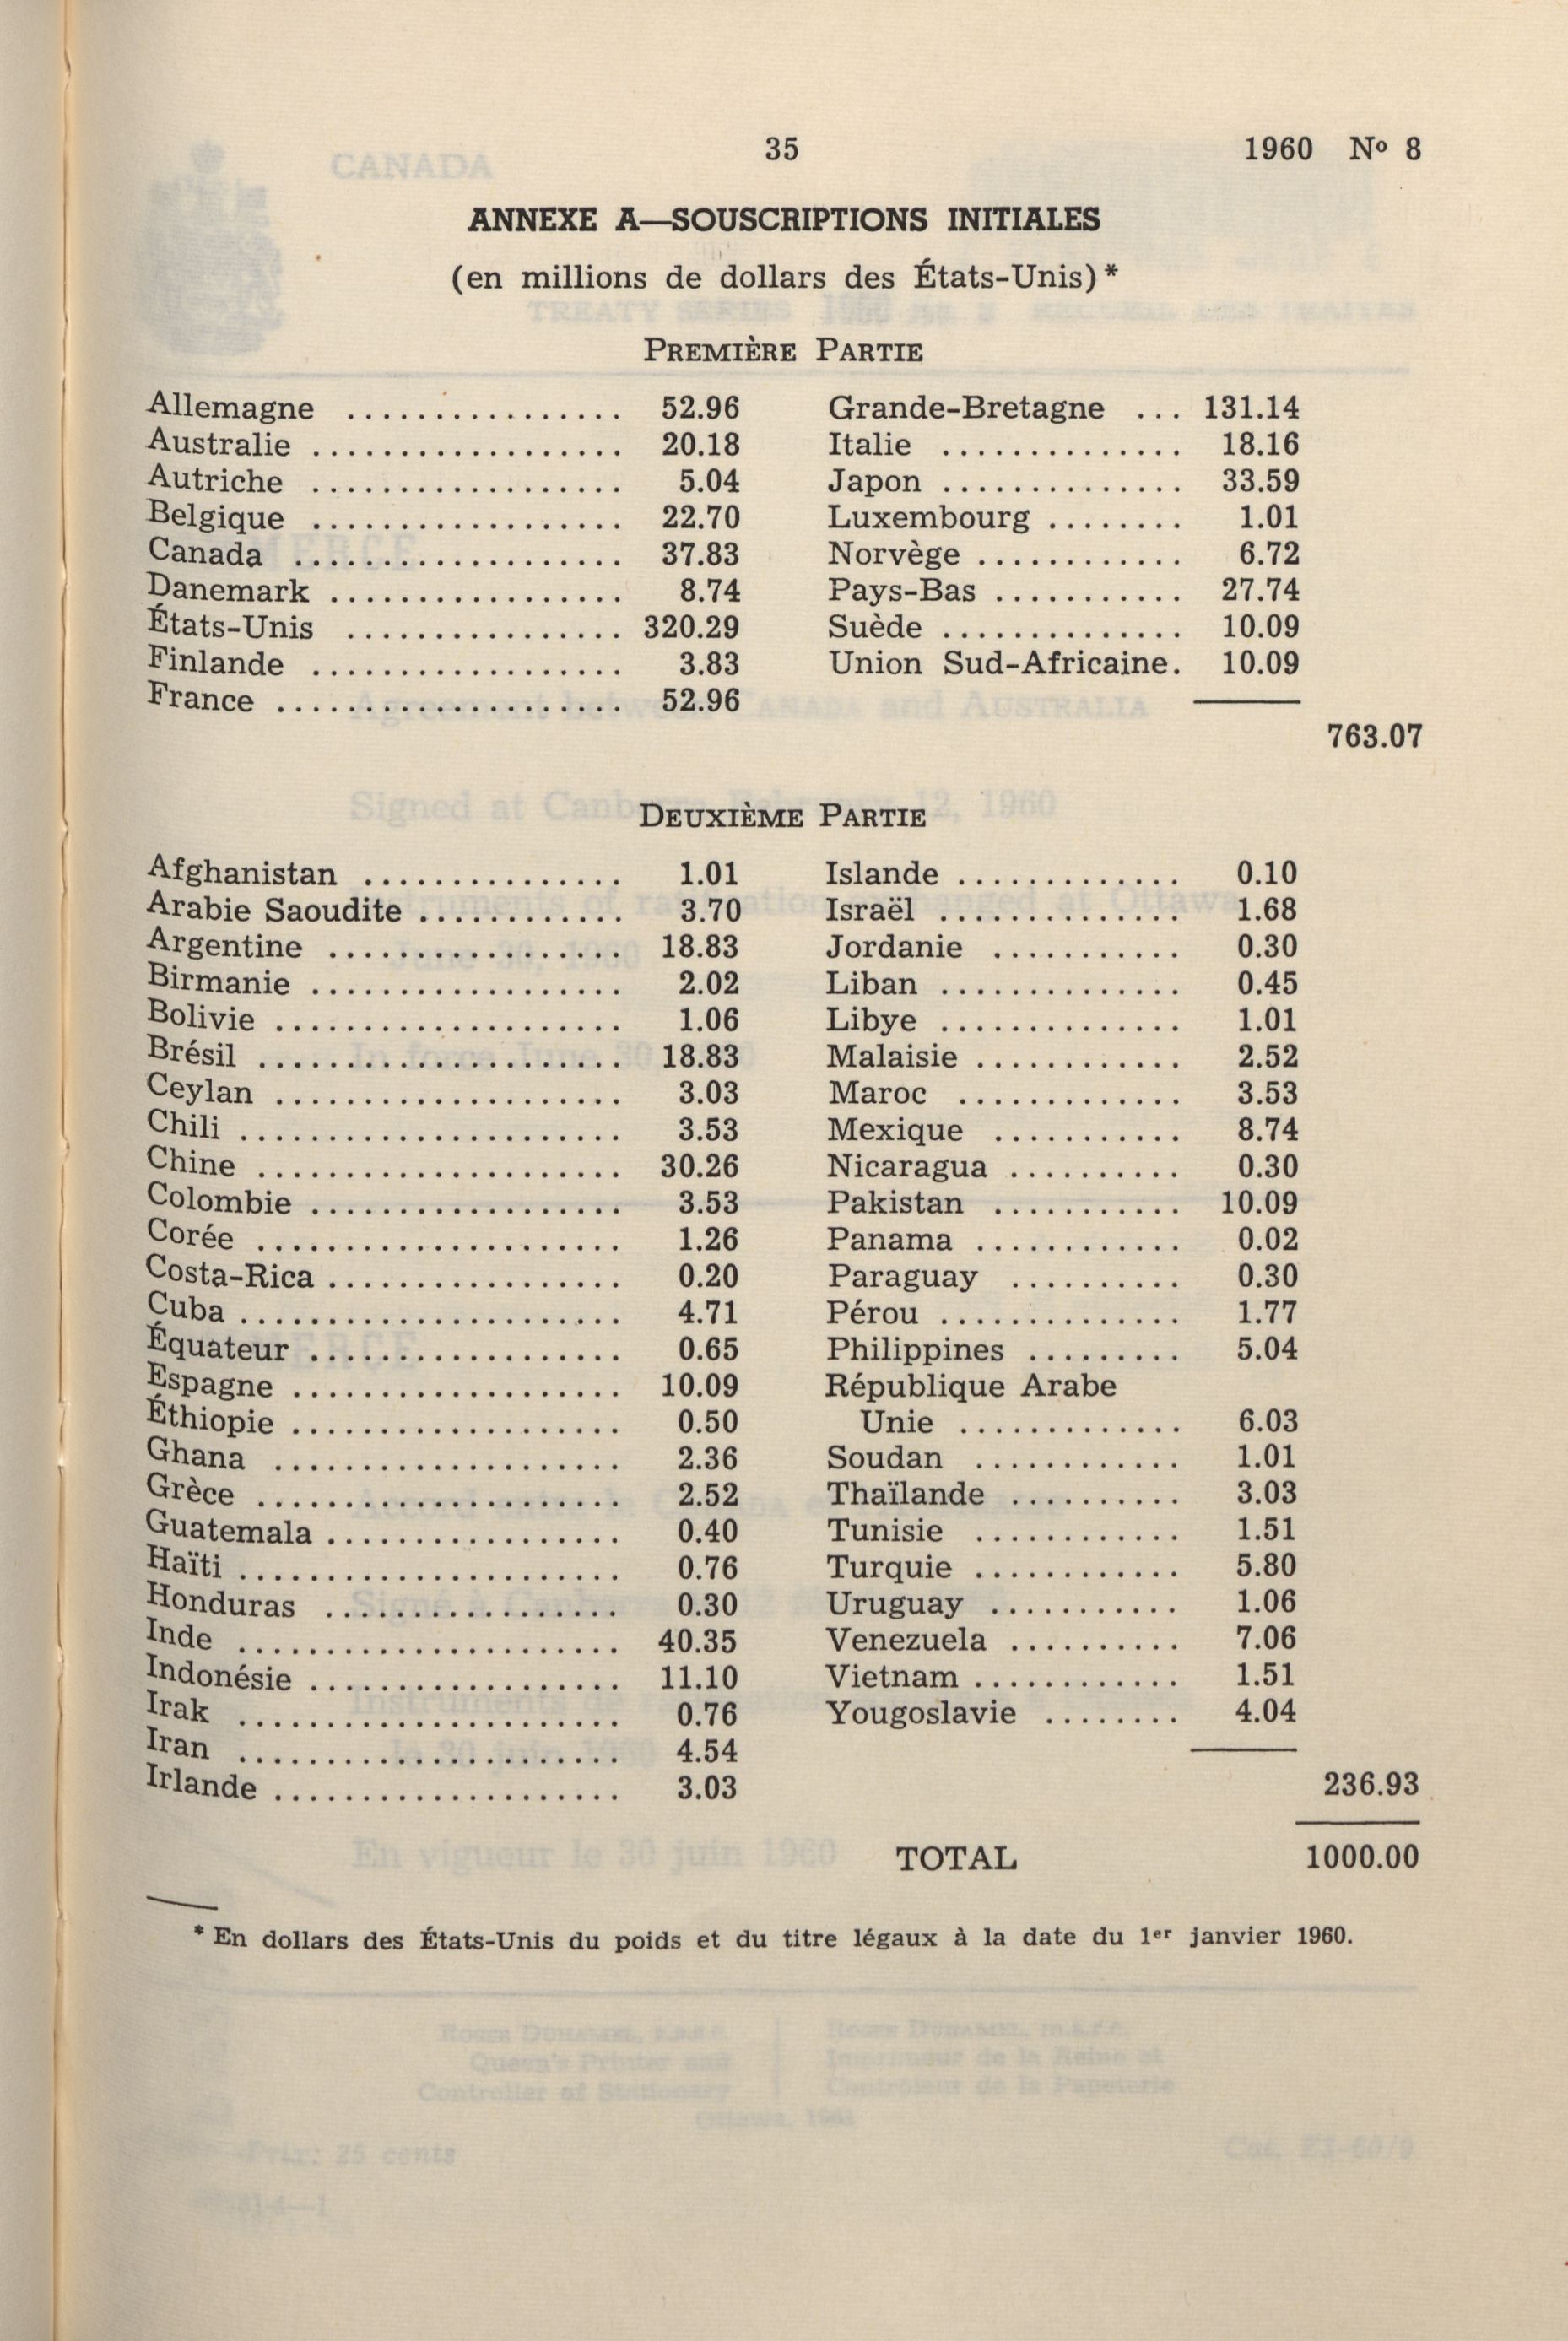 35 1960 Nº 8
ANNEXE A—SOUSCRIPTIONS INITIALES
(en millions de dollars des États-Unis)*
PREMIÈRE PARTIE
Allemagne ................ 52.96
Australie .................. 20.18
Autriche .................. 5.04
Belgique .................. 22.70
Canada ................... 37.83
Danemark ................. 8.74
États-Unis ................ 320.29
Finlande .................. 3.83
France .................... 52.96
Grande-Bretagne ... 131.14
Italie .............. 18.16
Japon .............. 33.59
Luxembourg ........ 1.01
Norvège ............ 6.72
Pays-Bas ........... 27.74
Suède .............. 10.09
Union Sud-Africaine. 10.09
763.07
DEUXIÈME PARTIE
Afghanistan ............... 1.01
Arabie Saoudite ............ 3.70
Argentine ................. 18.83
Birmanie .................. 2.02
Bolivie .................... 1.06
Brésil ..................... 18.83
Ceylan .................... 3.03
Chili ...................... 3.53
Chine ..................... 30.26
Colombie .................. 3.53
Corée ..................... 1.26
Costa-Rica ................. 0.20
Cuba ...................... 4.71
Équateur .................. 0.65
Espagne ................... 10.09
Éthiopie ................... 0.50
Ghana .................... 2.36
Grèce ..................... 2.52
Guatemala ................. 0.40
Haïti ...................... 0.76
Honduras ................. 0.30
Inde ...................... 40.35
Indonésie .................. 11.10
Irak ...................... 0.76
Iran ...................... 4.54
Irlande .................... 3.03
Islande ............. 0.10
Israël .............. 1.68
Jordanie ........... 0.30
Liban .............. 0.45
Libye .............. 1.01
Malaisie ............ 2.52
Maroc ............. 3.53
Mexique ........... 8.74
Nicaragua .......... 0.30
Pakistan ........... 10.09
Panama ............ 0.02
Paraguay .......... 0.30
Pérou .............. 1.77
Philippines ......... 5.04
République Arabe
Unie ............. 6.03
Soudan ............ 1.01
Thaïlande .......... 3.03
Tunisie ............ 1.51
Turquie ............ 5.80
Uruguay ........... 1.06
Venezuela .......... 7.06
Vietnam ............ 1.51
Yougoslavie ........ 4.04
236.93
TOTAL 1000.00
* En dollars des États-Unis du poids et du titre légaux à la date du 1er janvier 1960.